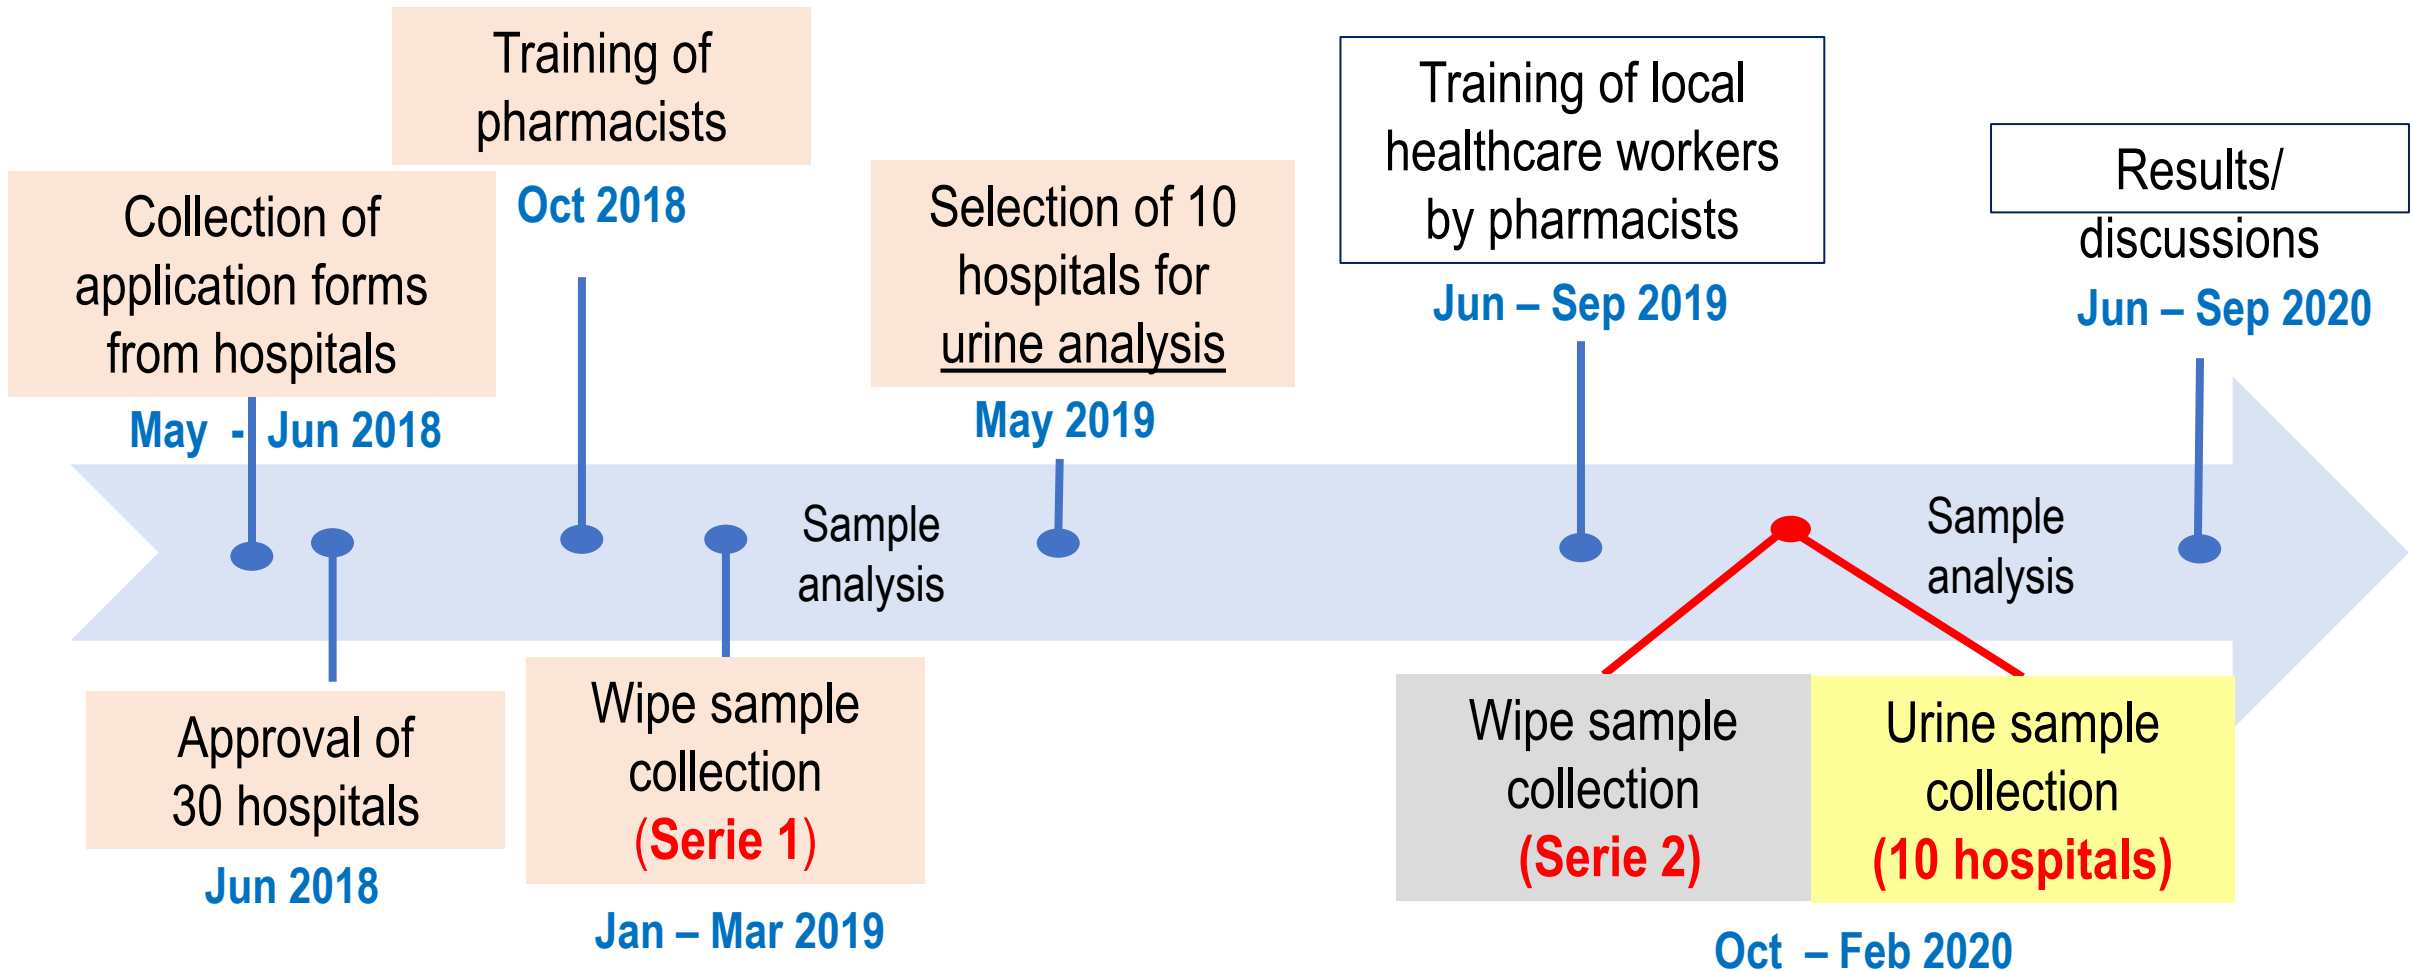 Collection of
application forms
from hospitals
May - Jun 2018
Approval of
30 hospitals
Jun 2018
Training of
pharmacists
Oct 2018
Wipe sample
collection
(Serie 1)
Jan – Mar 2019
Sample
analysis
Selection of 10
hospitals for
urine analysis
May 2019
Training of local
healthcare workers
by pharmacists
Jun – Sep 2019
Wipe sample
collection
(Serie 2)
Urine sample
collection
(10 hospitals)
Oct – Feb 2020
Sample
analysis
Results/
discussions
Jun – Sep 2020